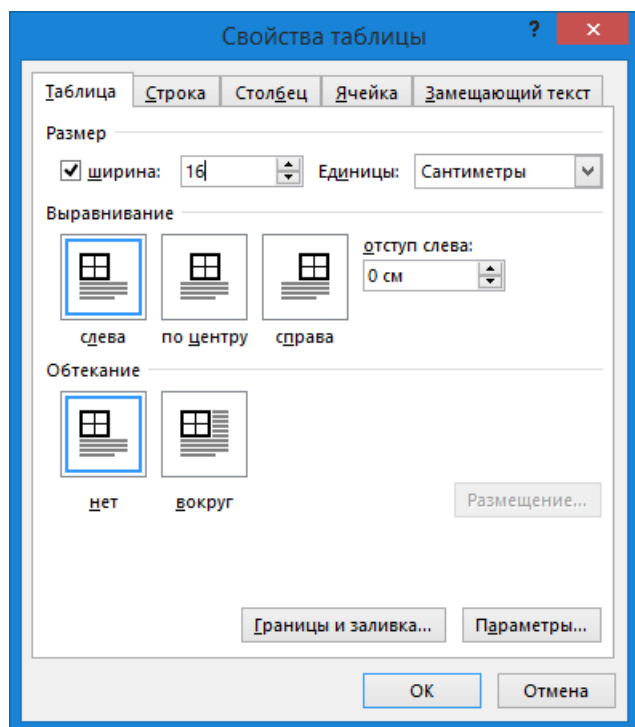 Свойства таблицы ? ×
Таблица Строка Столбец Ячейка Замещающий текст
Размер
ширина: 16 Единицы: Сантиметры
Выравнивание
отступ слева:
0 см
слева по центру справа
Обтекание
нет вокруг Размещение...
Границы и заливка... Параметры...
ОК Отмена